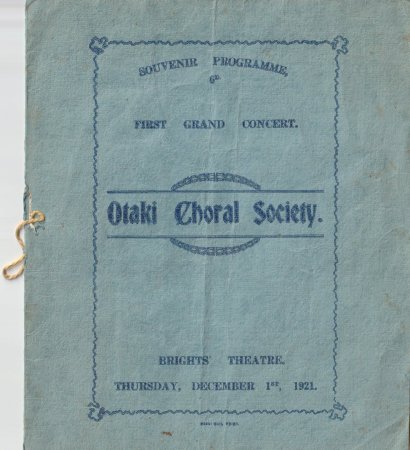 SOUVENIR PROGRAMME,
6D.
FIRST GRAND CONCERT.
Otaki Choral Society.
BRIGHTS' THEATRE.
THURSDAY, DECEMBER 1ST, 1921.